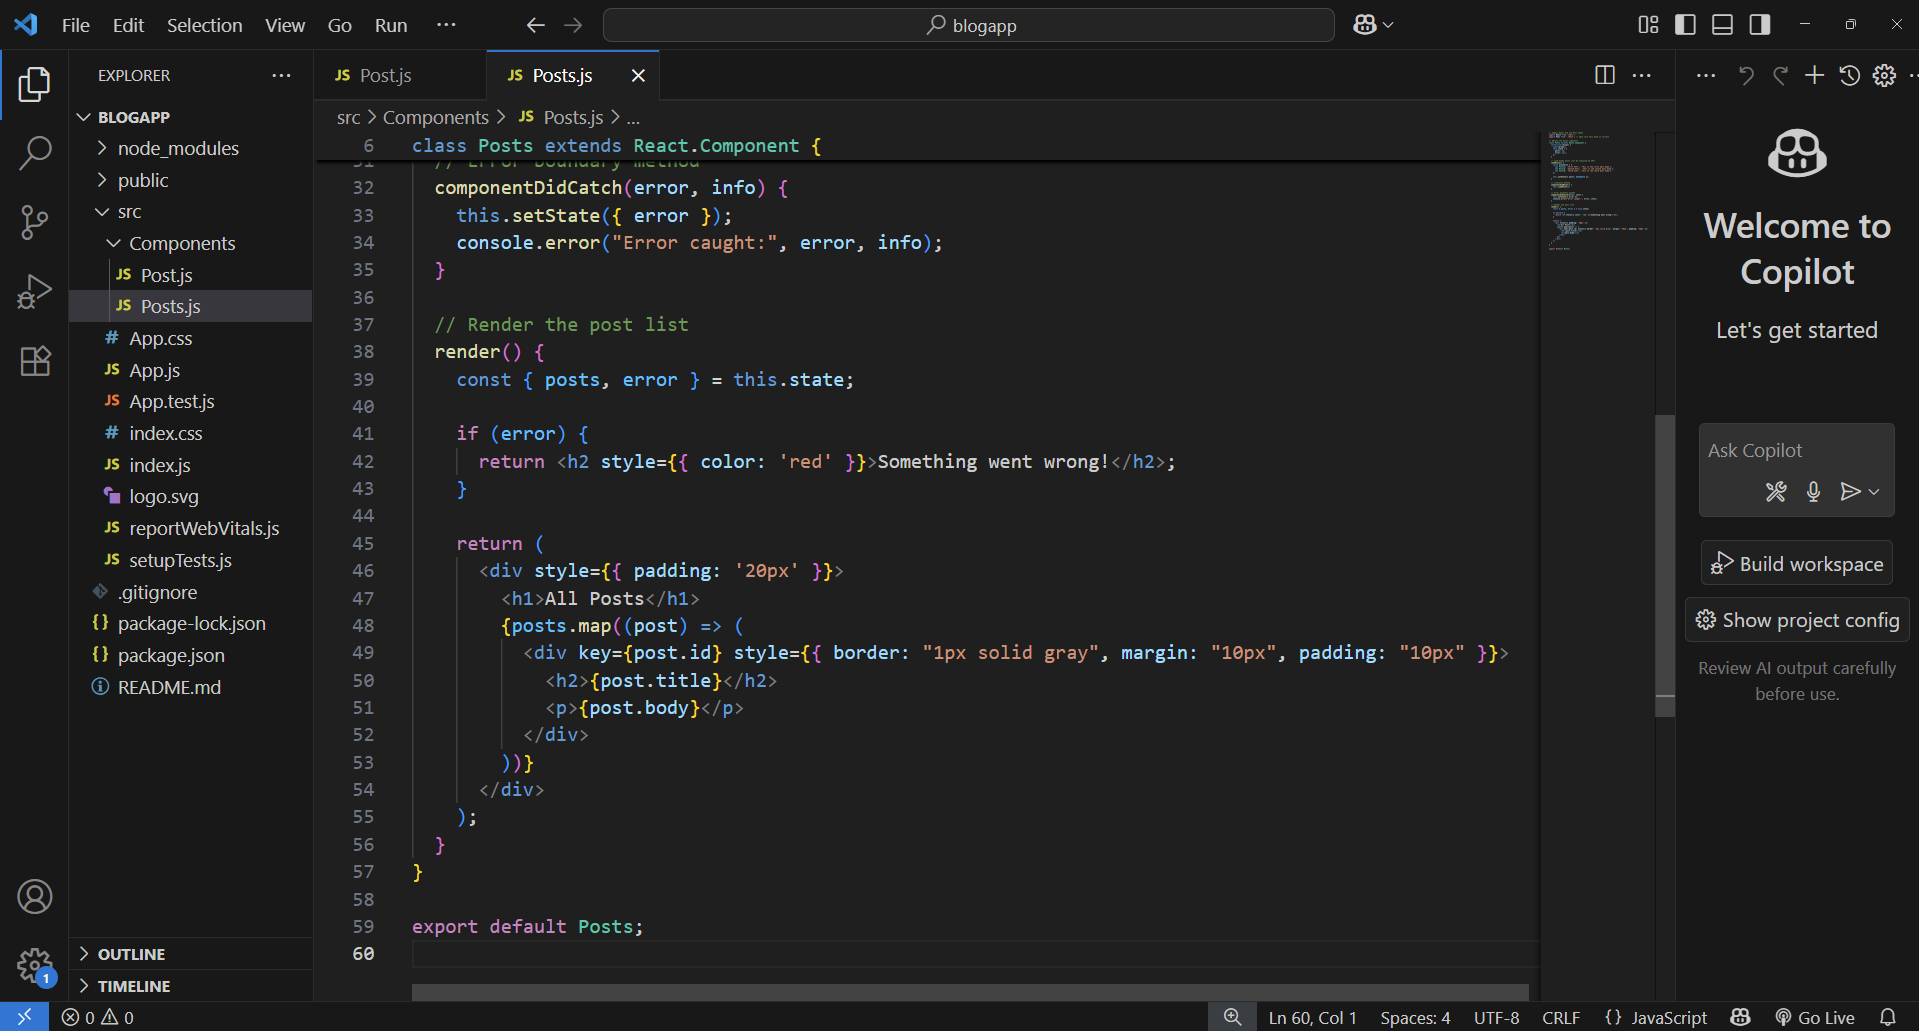 File Edit Selection View Go Run ···
blogapp
EXPLORER
BLOGAPP
node_modules
public
src
Components
JS Post.js
JS Posts.js
# App.css
JS App.js
JS App.test.js
# index.css
JS index.js
logo.svg
JS reportWebVitals.js
JS setupTests.js
.gitignore
{} package-lock.json
{} package.json
README.md
OUTLINE
TIMELINE
1
JS Post.js
JS Posts.js
src > Components > JS Posts.js > ...
6 class Posts extends React.Component {
31 // Error boundary method
32 componentDidCatch(error, info) {
33 this.setState({ error });
34 console.error("Error caught:", error, info);
35 }
36
37 // Render the post list
38 render() {
39 const { posts, error } = this.state;
40
41 if (error) {
42 return <h2 style={{ color: 'red' }}>Something went wrong!</h2>;
43 }
44
45 return (
46 <div style={{ padding: '20px' }}>
47 <h1>All Posts</h1>
48 {posts.map((post) => (
49 <div key={post.id} style={{ border: "1px solid gray", margin: "10px", padding: "10px" }}>
50 <h2>{post.title}</h2>
51 <p>{post.body}</p>
52 </div>
53 ))}
54 </div>
55 );
56 }
57 }
58
59 export default Posts;
60
Welcome to
Copilot
Let's get started
Ask Copilot
Build workspace
Show project config
Review AI output carefully
before use.
0 0
Ln 60, Col 1 Spaces: 4 UTF-8 CRLF {} JavaScript Go Live